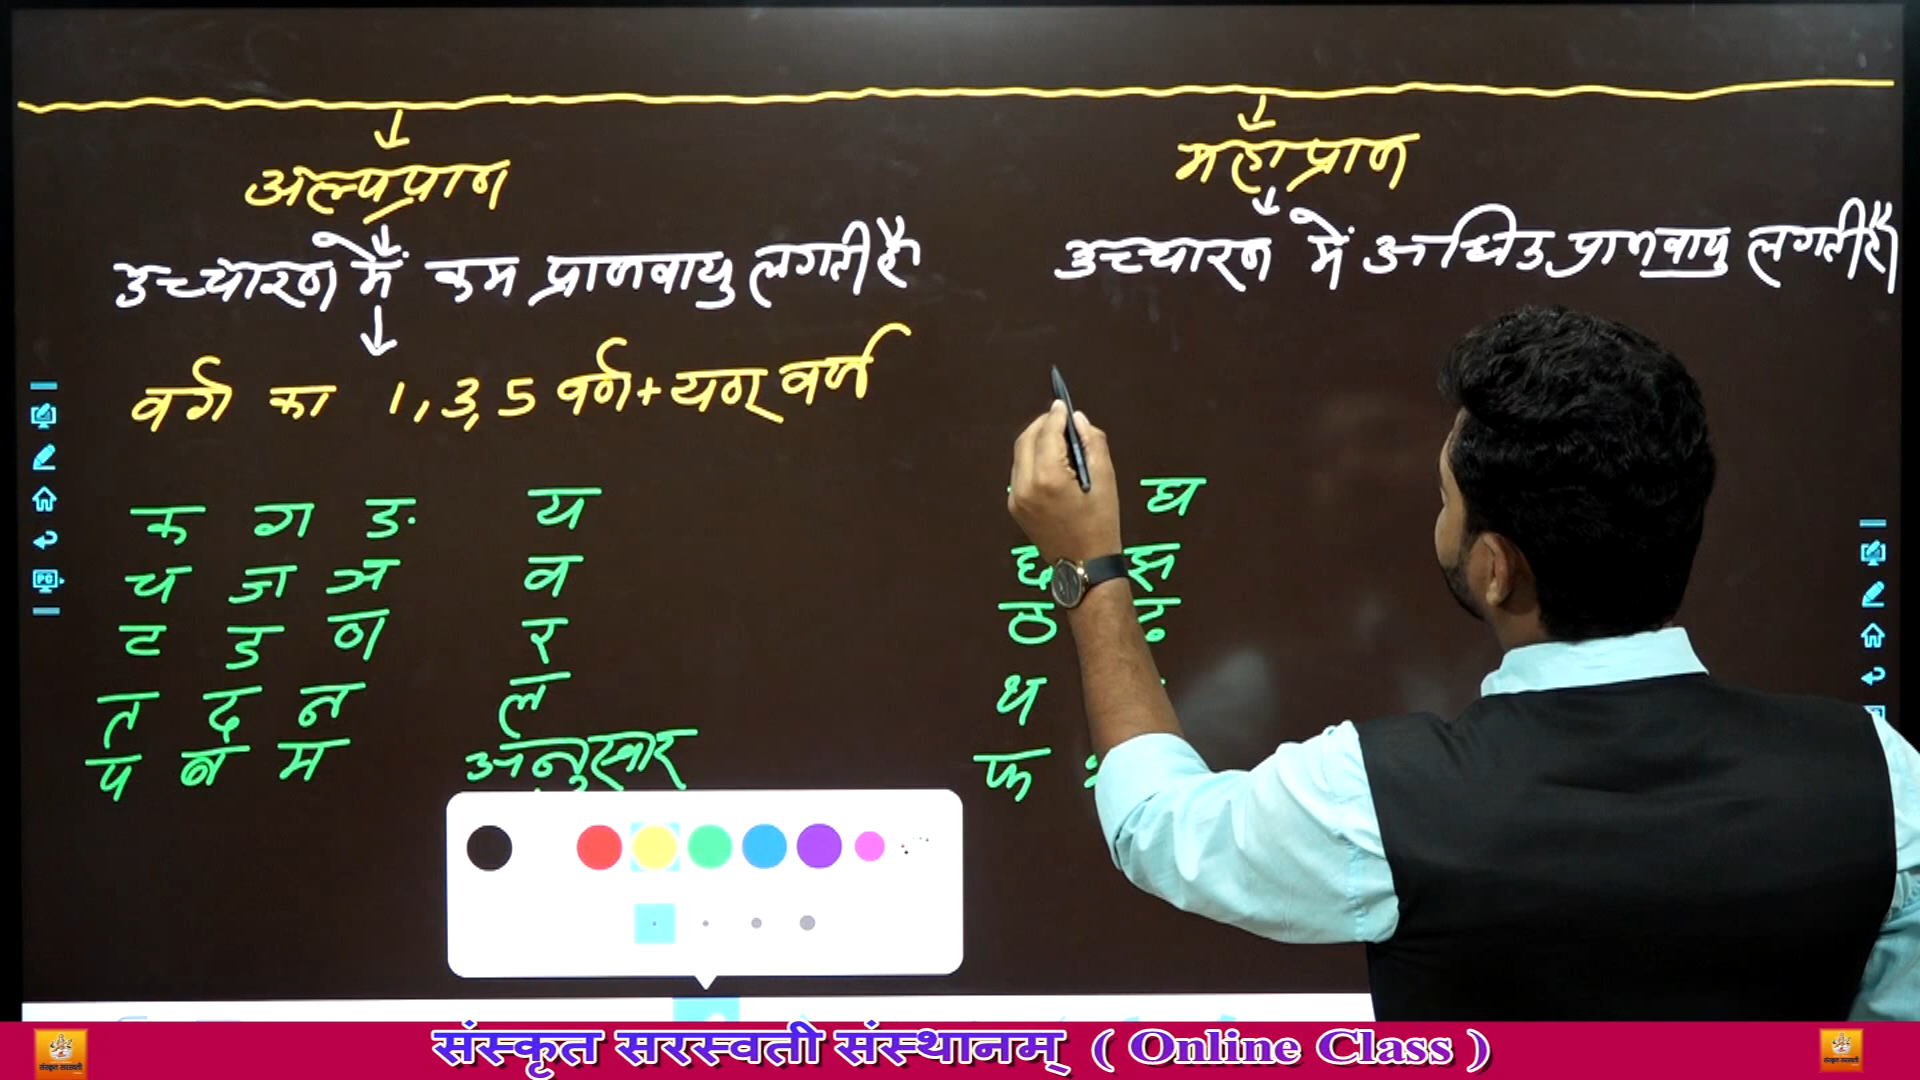 अल्पप्राण
उच्चारण में कम प्राणवायु लगती है
वर्ग का 1, 3, 5 वर्ण + यण् वर्ण
क ग ङ य
च ज ञ व
ट ड ण र
त द न ल
प ब म अनुस्वार
महाप्राण
उच्चारण में अधिक प्राणवायु लगती है।
घ
छ झ
ठ ढ
थ
फ
संस्कृत सरस्वती संस्थानम् ( Online Class )